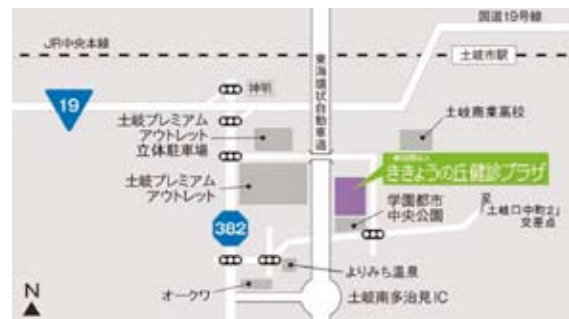 国道19号線
JR中央本線
土岐市駅
神明
19
東海環状自動車道
土岐プレミアム
アウトレット
立体駐車場
土岐商業高校
ききょうの丘健診プラザ
土岐プレミアム
アウトレット
学園都市
中央公園
至
「土岐口中町2」
交差点
382
よりみち温泉
オークワ
土岐南多治見IC
N